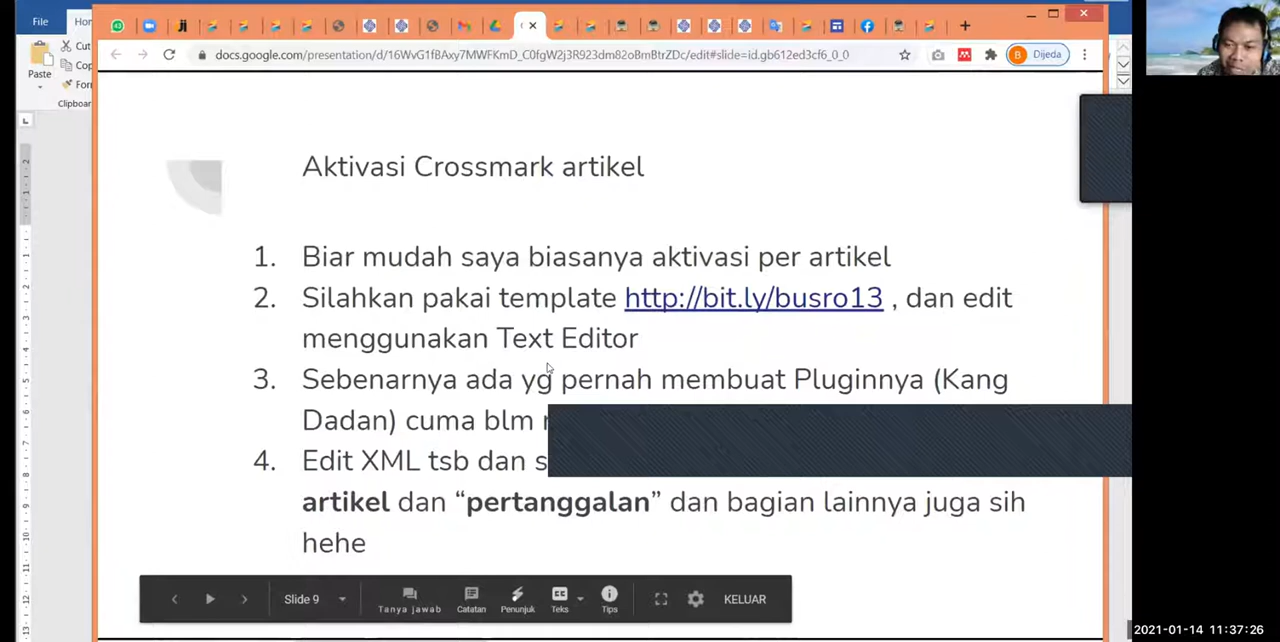 File
Ho
Cut
Cop
For
Paste
Clipboar
docs.google.com/presentation/d/16WvG1fBAxy7MWFKmD_C0fgW2j3R923dm82oBmBtrZDc/edit#slide=id.gb612ed3cf6_0_0
B Dijeda
Aktivasi Crossmark artikel
1. Biar mudah saya biasanya aktivasi per artikel
2. Silahkan pakai template http://bit.ly/busro13 , dan edit
menggunakan Text Editor
3. Sebenarnya ada yg pernah membuat Pluginnya (Kang
Dadan) cuma blm
4. Edit XML tsb dan s
artikel dan “pertanggalan” dan bagian lainnya juga sih
hehe
Slide 9
Tanya jawab
Catatan
Penunjuk
Teks
Tips
KELUAR
2021-01-14 11:37:26